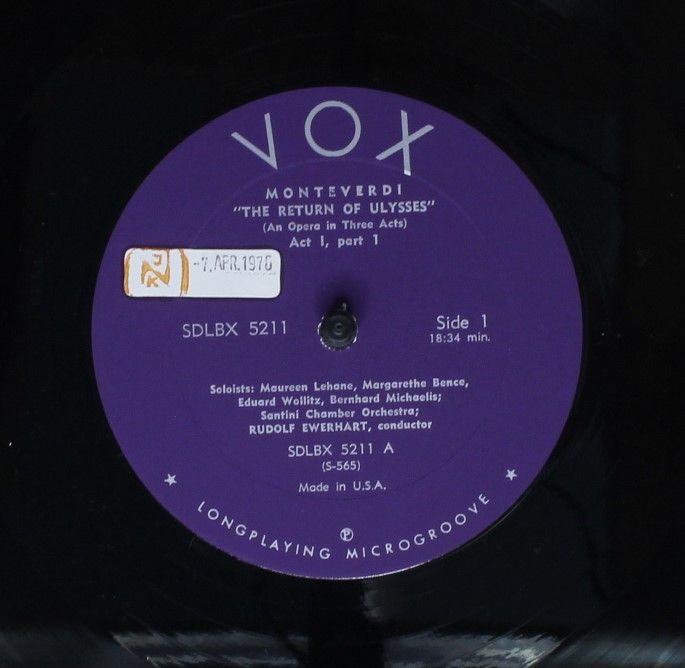 VOX
MONTEVERDI
"THE RETURN OF ULYSSES"
(An Opera in Three Acts)
Act I, part 1
JUK
-7. APR. 1970
SDLBX 5211
Side 1
18:34 min.
Soloists: Maureen Lehane, Margarethe Bence,
Eduard Wollitz, Bernhard Michaelis;
Santini Chamber Orchestra;
RUDOLF EWERHART, conductor
SDLBX 5211 A
(S-565)
Made in U.S.A.
℗
★ LONGPLAYING MICROGROOVE ★